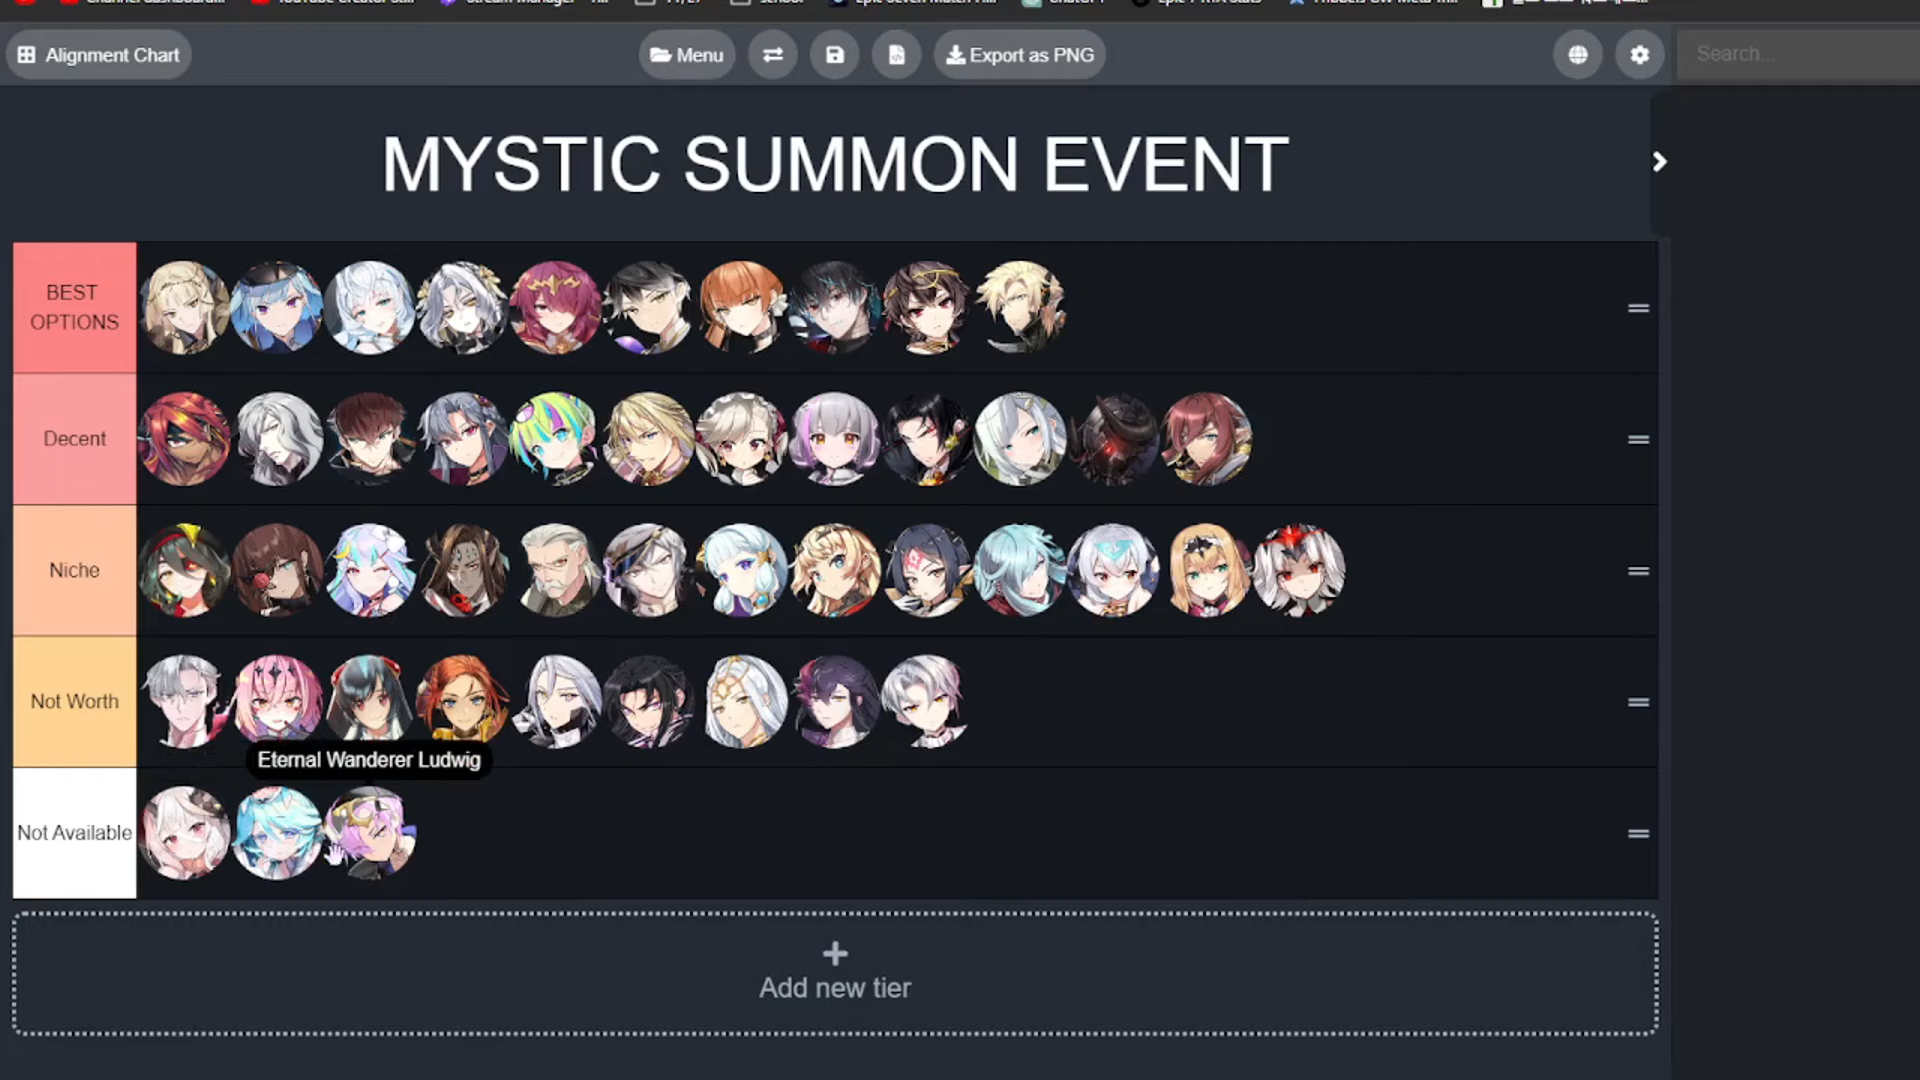 Alignment Chart
Menu
Export as PNG
Search...
MYSTIC SUMMON EVENT
BEST
OPTIONS
Decent
Niche
Not Worth
Eternal Wanderer Ludwig
Not Available
Add new tier